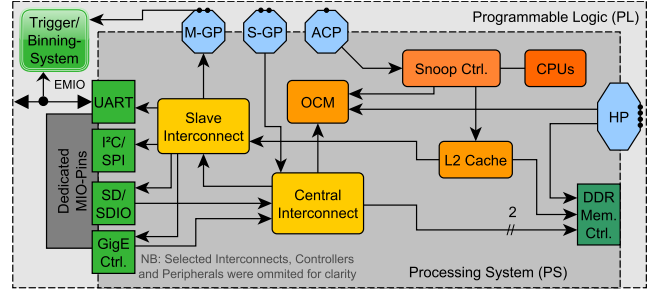 Trigger/
Binning-
System
M-GP
S-GP
ACP
Programmable Logic (PL)
EMIO
Snoop Ctrl.
CPUs
UART
Slave
Interconnect
OCM
HP
Dedicated
MIO-Pins
I²C/
SPI
L2 Cache
SD/
SDIO
Central
Interconnect
2
//
DDR
Mem.
Ctrl.
GigE
Ctrl.
NB: Selected Interconnects, Controllers
and Peripherals were ommited for clarity
Processing System (PS)